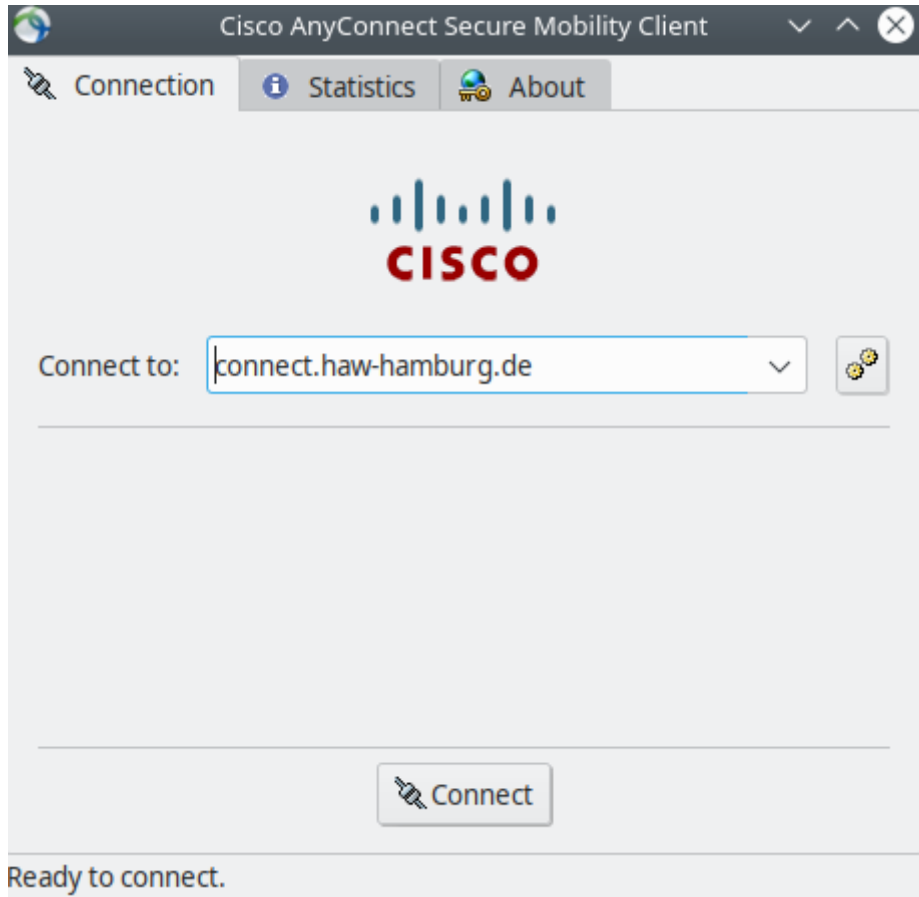 Cisco AnyConnect Secure Mobility Client
Connection Statistics About
CISCO
Connect to: connect.haw-hamburg.de
Connect
Ready to connect.